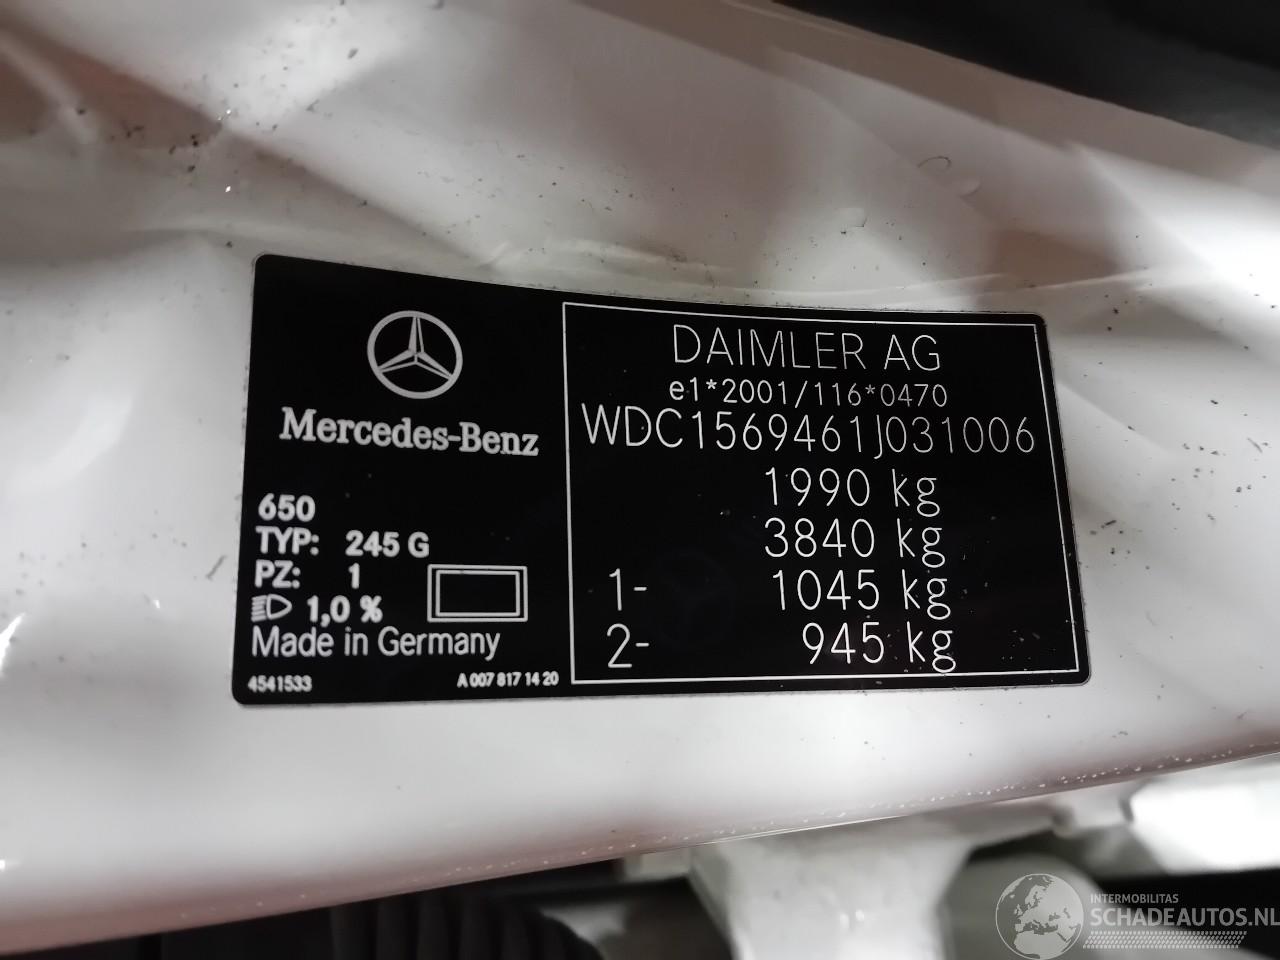 Mercedes-Benz
650
TYP: 245 G
PZ: 1
1,0 %
Made in Germany
4541533
A 007 817 14 20
DAIMLER AG
e1*2001/116*0470
WDC1569461J031006
1990 kg
3840 kg
1- 1045 kg
2- 945 kg
INTERMOBILITAS
SCHADEAUTOS.NL